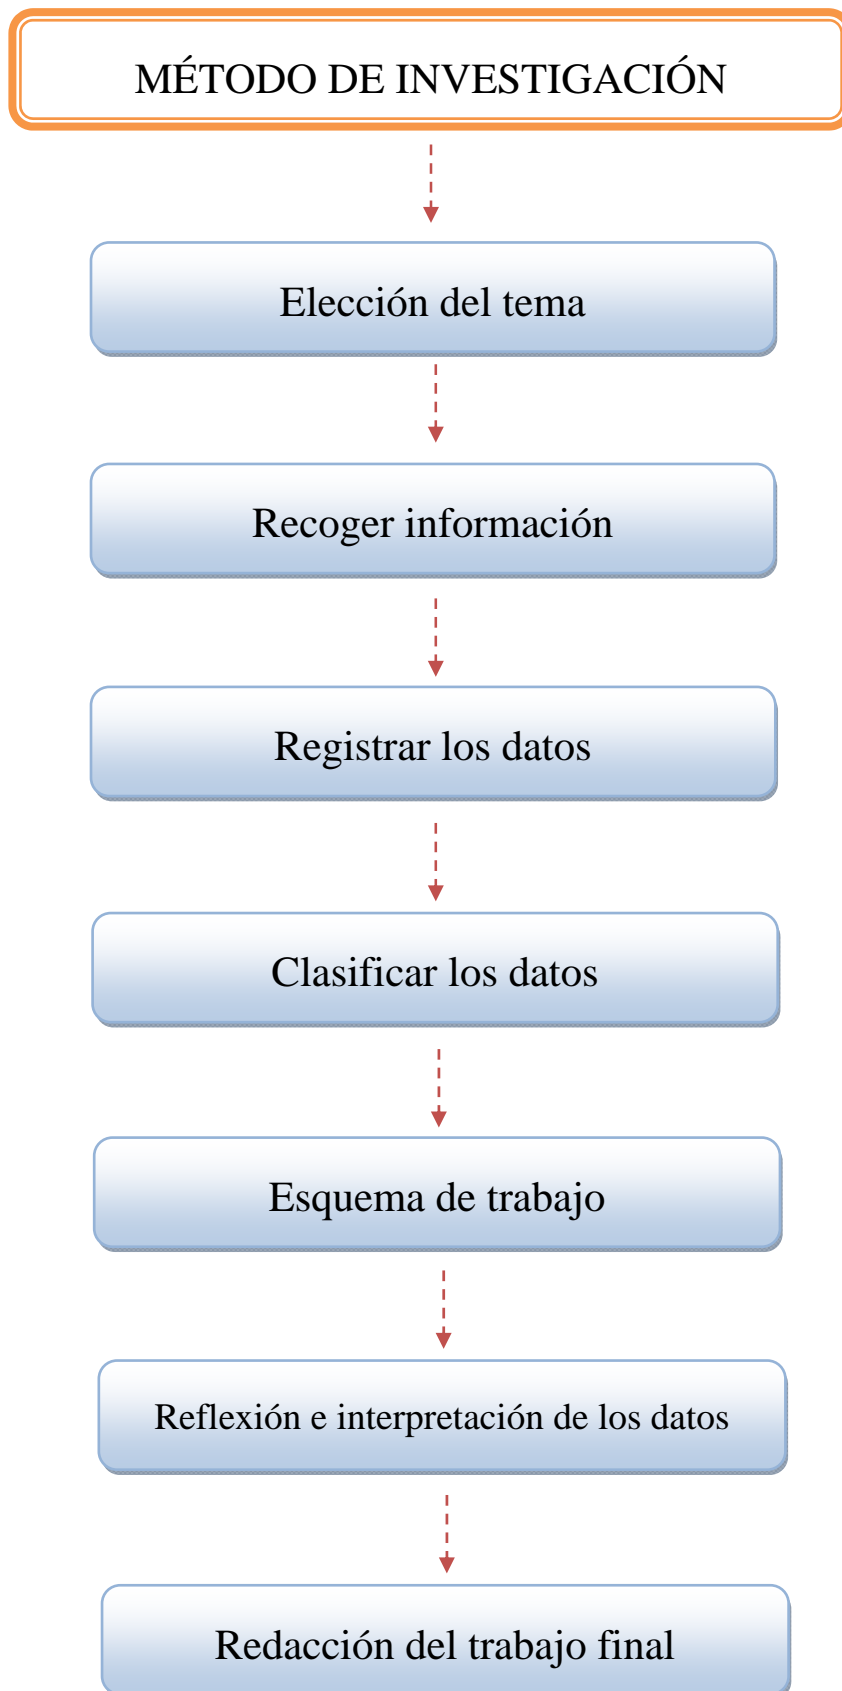 MÉTODO DE INVESTIGACIÓN
Elección del tema
Recoger información
Registrar los datos
Clasificar los datos
Esquema de trabajo
Reflexión e interpretación de los datos
Redacción del trabajo final